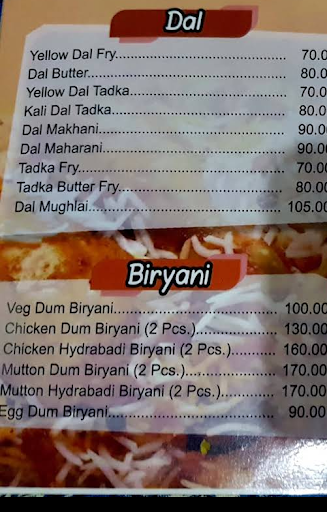 Dal
Yellow Dal Fry............................................ 70.0
Dal Butter.................................................. 80.0
Yellow Dal Tadka........................................ 70.0
Kali Dal Tadka............................................ 80.0
Dal Makhani............................................... 90.0
Dal Maharani............................................. 90.0
Tadka Fry................................................... 70.00
Tadka Butter Fry......................................... 80.00
Dal Mughlai................................................ 105.00
Biryani
Veg Dum Biryani......................................... 100.00
Chicken Dum Biryani (2 Pcs.)..................... 130.00
Chicken Hydrabadi Biryani (2 Pcs.)........... 160.00
Mutton Dum Biryani (2 Pcs.)...................... 170.00
Mutton Hydrabadi Biryani (2 Pcs.)............. 170.00
Egg Dum Biryani......................................... 90.00